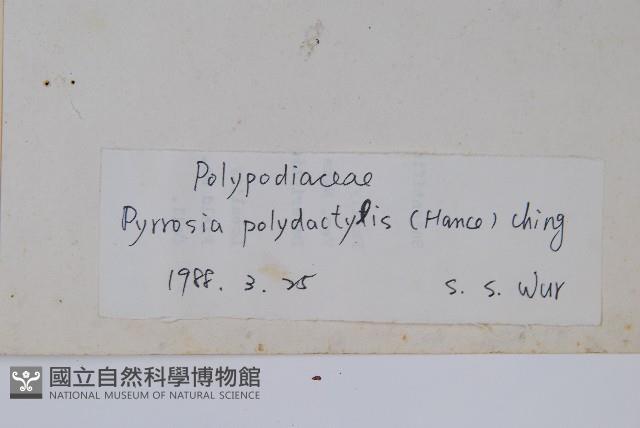 Polypodiaceae
Pyrrosia polydactylis (Hance) Ching
1988. 3. 25
S. S. Wur
國立自然科學博物館
NATIONAL MUSEUM OF NATURAL SCIENCE